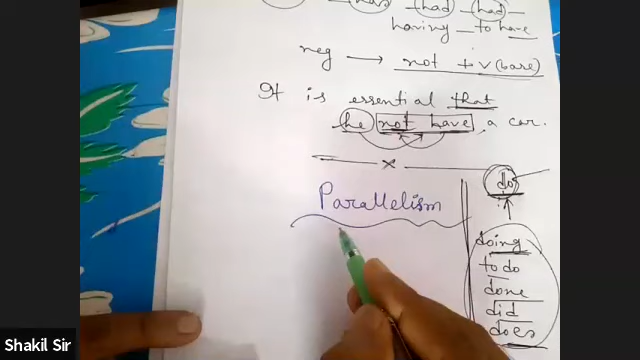 has had had
having to have
neg → not + v (bare)
It is essential that
he not have a car.
x
Parallelism
do
doing
to do
done
did
does
Shakil Sir